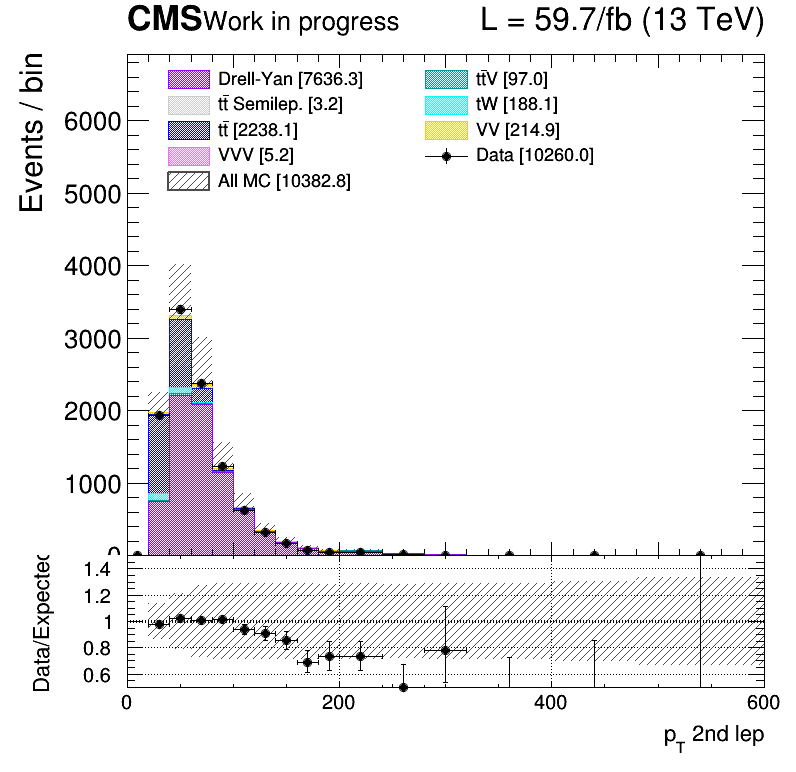 CMS Work in progress L = 59.7/fb (13 TeV)
Events / bin
Drell-Yan [7636.3]
tt̄ Semilep. [3.2]
tt̄ [2238.1]
VVV [5.2]
All MC [10382.8]
tt̄V [97.0]
tW [188.1]
VV [214.9]
Data [10260.0]
6000
5000
4000
3000
2000
1000
0
Data/Expected
1.4
1.2
1
0.8
0.6
0 200 400 600
p_T 2nd lep